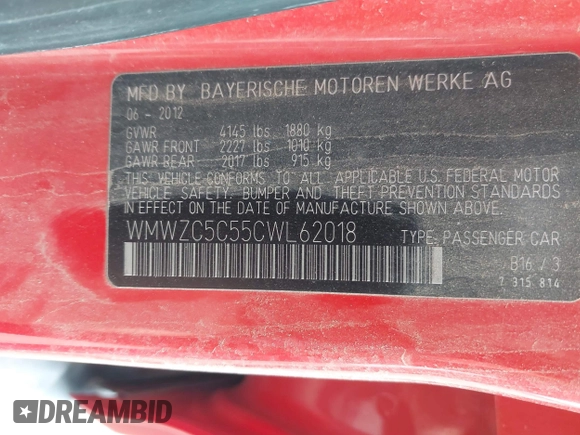 MFD BY BAYERISCHE MOTOREN WERKE AG
06 - 2012
GVWR 4145 lbs 1880 kg
GAWR FRONT 2227 lbs 1010 kg
GAWR REAR 2017 lbs 915 kg
THIS VEHICLE CONFORMS TO ALL APPLICABLE U.S. FEDERAL MOTOR
VEHICLE SAFETY, BUMPER AND THEFT PREVENTION STANDARDS
IN EFFECT ON THE DATE OF MANUFACTURE SHOWN ABOVE
WMWZC5C55CWL62018 TYPE: PASSENGER CAR
B16 / 3
7 315 814
DREAMBID